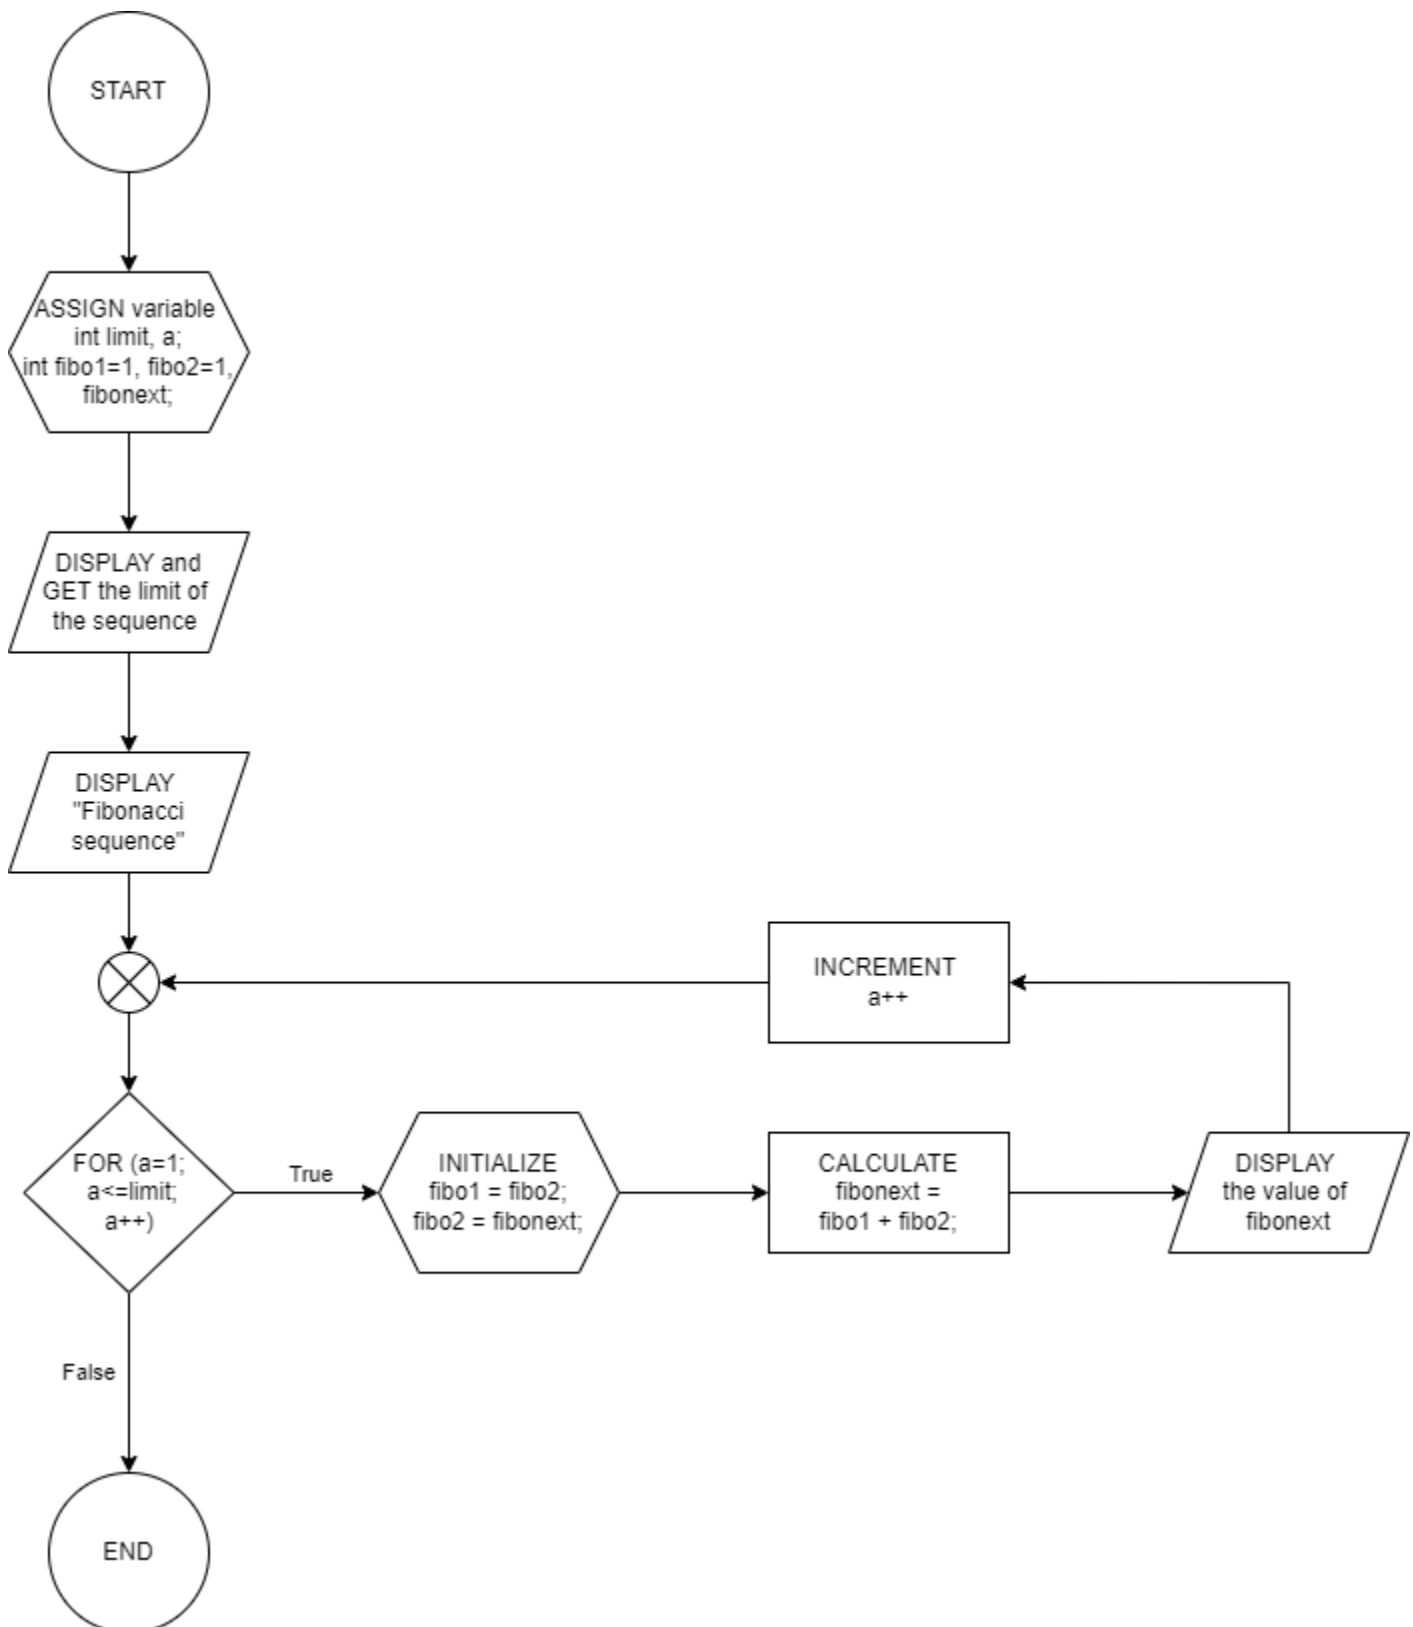 START
ASSIGN variable
int limit, a;
int fibo1=1, fibo2=1,
fibonext;
DISPLAY and
GET the limit of
the sequence
DISPLAY
"Fibonacci
sequence"
INCREMENT
a++
FOR (a=1;
a<=limit;
a++)
True
INITIALIZE
fibo1 = fibo2;
fibo2 = fibonext;
CALCULATE
fibonext =
fibo1 + fibo2;
DISPLAY
the value of
fibonext
False
END